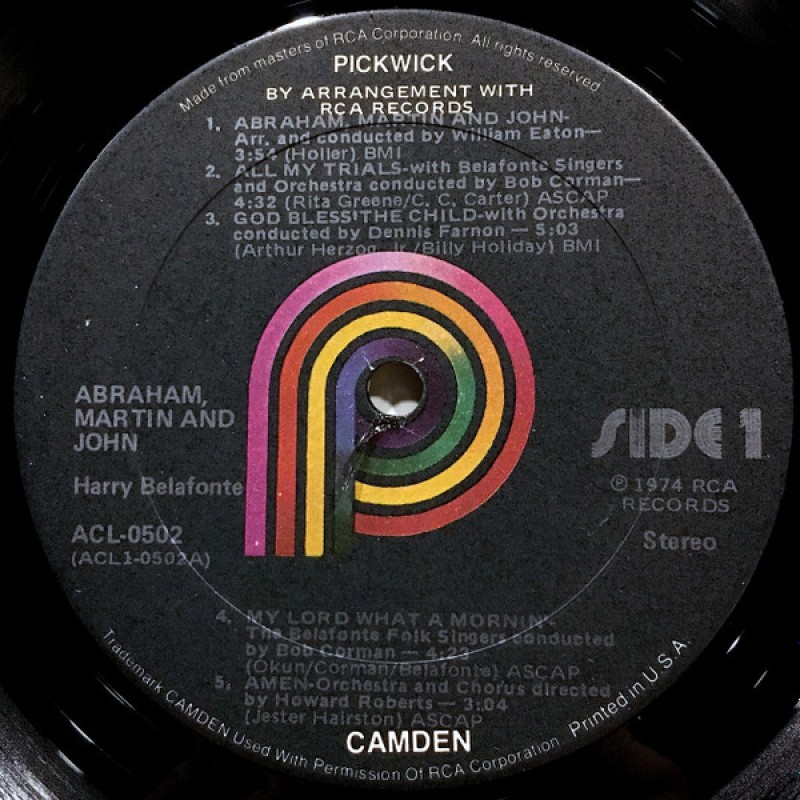 Made from masters of RCA Corporation. All rights reserved
PICKWICK
BY ARRANGEMENT WITH
RCA RECORDS
1. ABRAHAM, MARTIN AND JOHN-
Arr. and conducted by William Eaton—
3:54 (Holler) BMI
2. ALL MY TRIALS-with Belafonte Singers
and Orchestra conducted by Bob Corman—
4:32 (Rita Greene/C. C. Carter) ASCAP
3. GOD BLESS'THE CHILD-with Orchestra
conducted by Dennis Farnon — 5:03
(Arthur Herzog, Jr./Billy Holiday) BMI
ABRAHAM,
MARTIN AND
JOHN
Harry Belafonte
ACL-0502
(ACL1-0502A)
SIDE 1
℗ 1974 RCA
RECORDS
Stereo
4. MY LORD WHAT A MORNIN'-
The Belafonte Folk Singers conducted
by Bob Corman — 4:23
(Okun/Corman/Belafonte) ASCAP
5. AMEN-Orchestra and Chorus directed
by Howard Roberts — 3:04
(Jester Hairston) ASCAP
CAMDEN
Trademark CAMDEN Used With Permission Of RCA Corporation Printed in U.S.A.